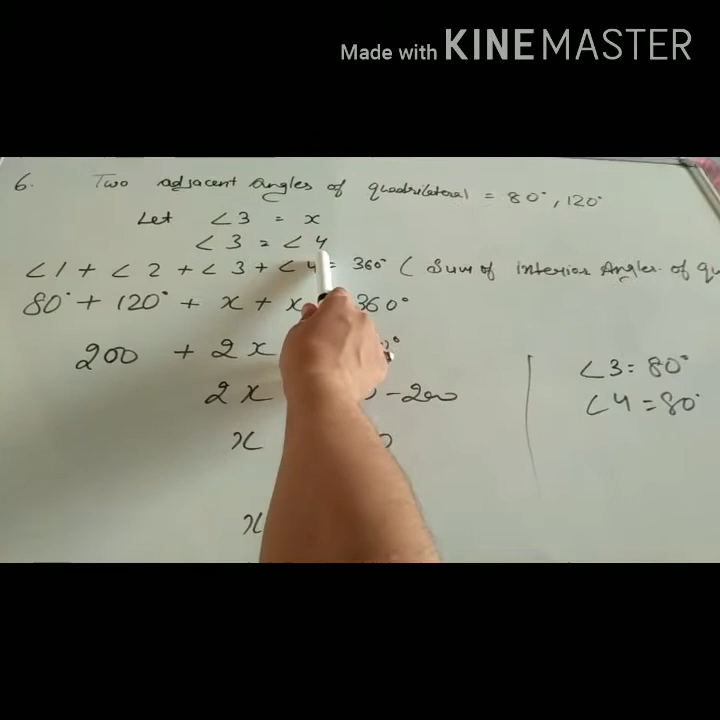 Made with KINEMASTER
6. Two adjacent angles of quadrilateral = 80°, 120°
Let ∠3 = x
∠3 = ∠4
∠1 + ∠2 + ∠3 + ∠4 = 360° ( Sum of interior Angles of
80° + 120° + x + x 360°
200 + 2x
2x - 200
x
x
∠3 = 80°
∠4 = 80°